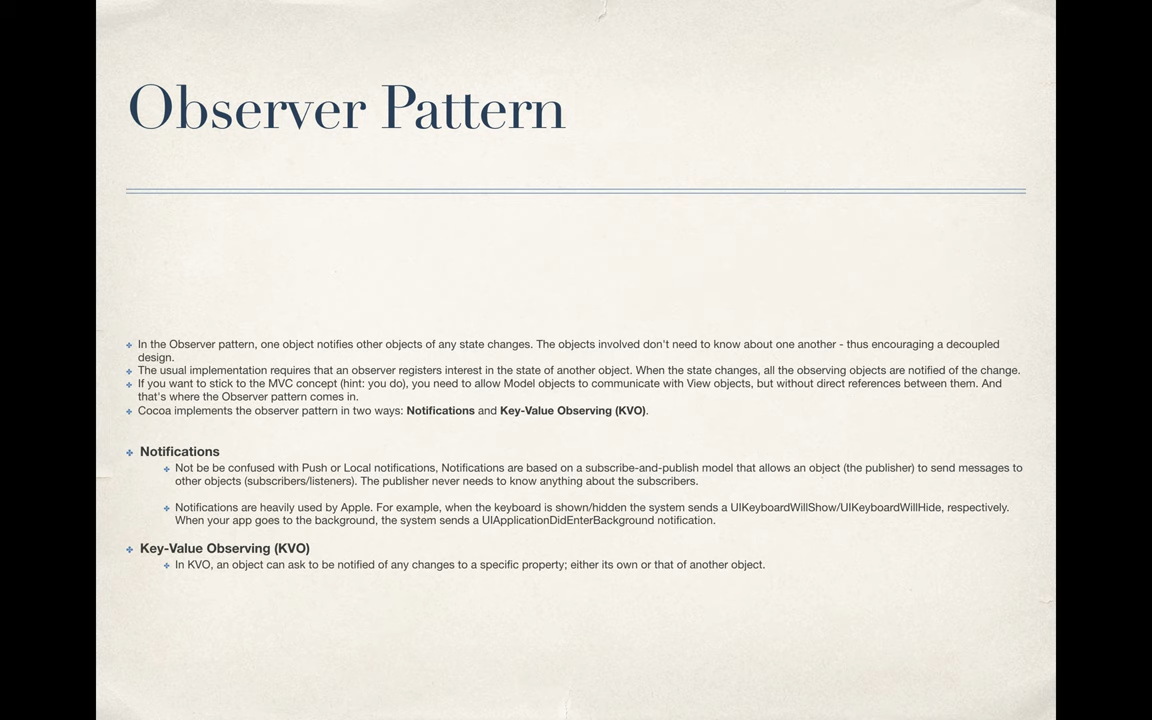 Observer Pattern
In the Observer pattern, one object notifies other objects of any state changes. The objects involved don't need to know about one another - thus encouraging a decoupled
design.
The usual implementation requires that an observer registers interest in the state of another object. When the state changes, all the observing objects are notified of the change.
If you want to stick to the MVC concept (hint: you do), you need to allow Model objects to communicate with View objects, but without direct references between them. And
that's where the Observer pattern comes in.
Cocoa implements the observer pattern in two ways: Notifications and Key-Value Observing (KVO).
Notifications
Not be be confused with Push or Local notifications, Notifications are based on a subscribe-and-publish model that allows an object (the publisher) to send messages to
other objects (subscribers/listeners). The publisher never needs to know anything about the subscribers.
Notifications are heavily used by Apple. For example, when the keyboard is shown/hidden the system sends a UIKeyboardWillShow/UIKeyboardWillHide, respectively.
When your app goes to the background, the system sends a UIApplicationDidEnterBackground notification.
Key-Value Observing (KVO)
In KVO, an object can ask to be notified of any changes to a specific property; either its own or that of another object.